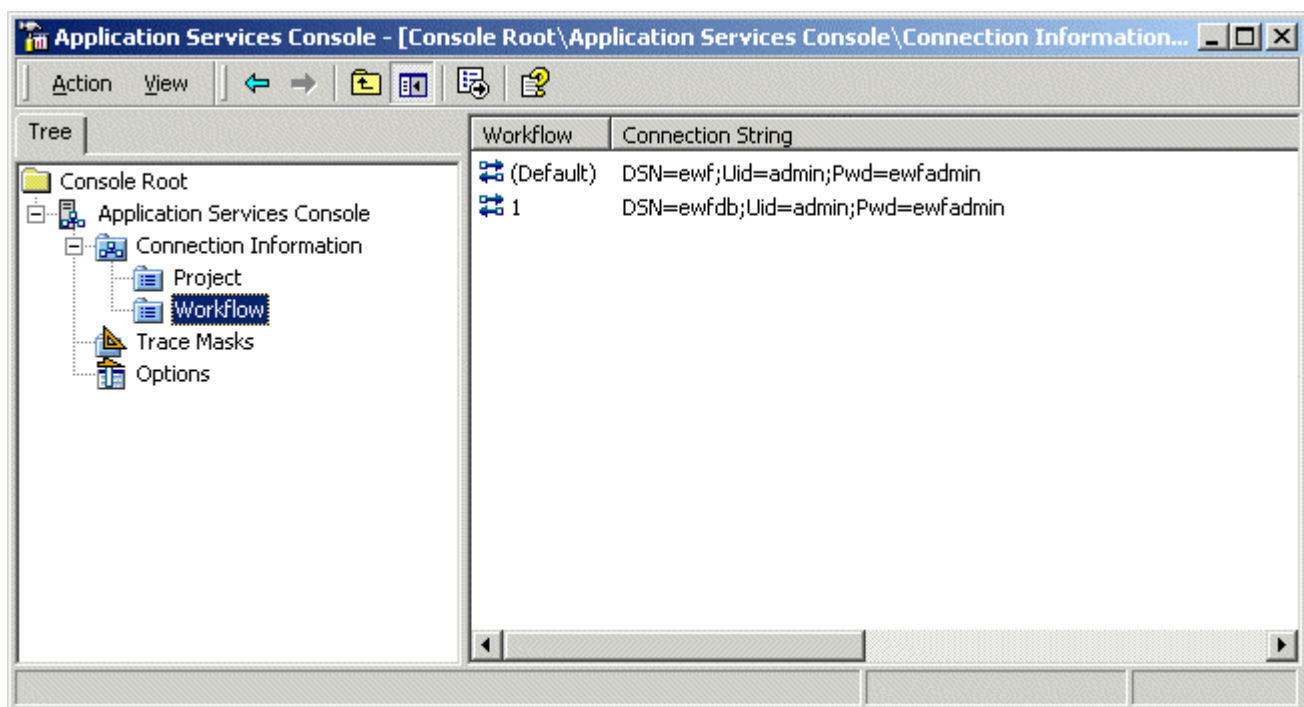 Application Services Console - [Console Root\Application Services Console\Connection Information...
Action View
Tree
Console Root
Application Services Console
Connection Information
Project
Workflow
Trace Masks
Options
Workflow Connection String
(Default) DSN=ewf;Uid=admin;Pwd=ewfadmin
1 DSN=ewfdb;Uid=admin;Pwd=ewfadmin